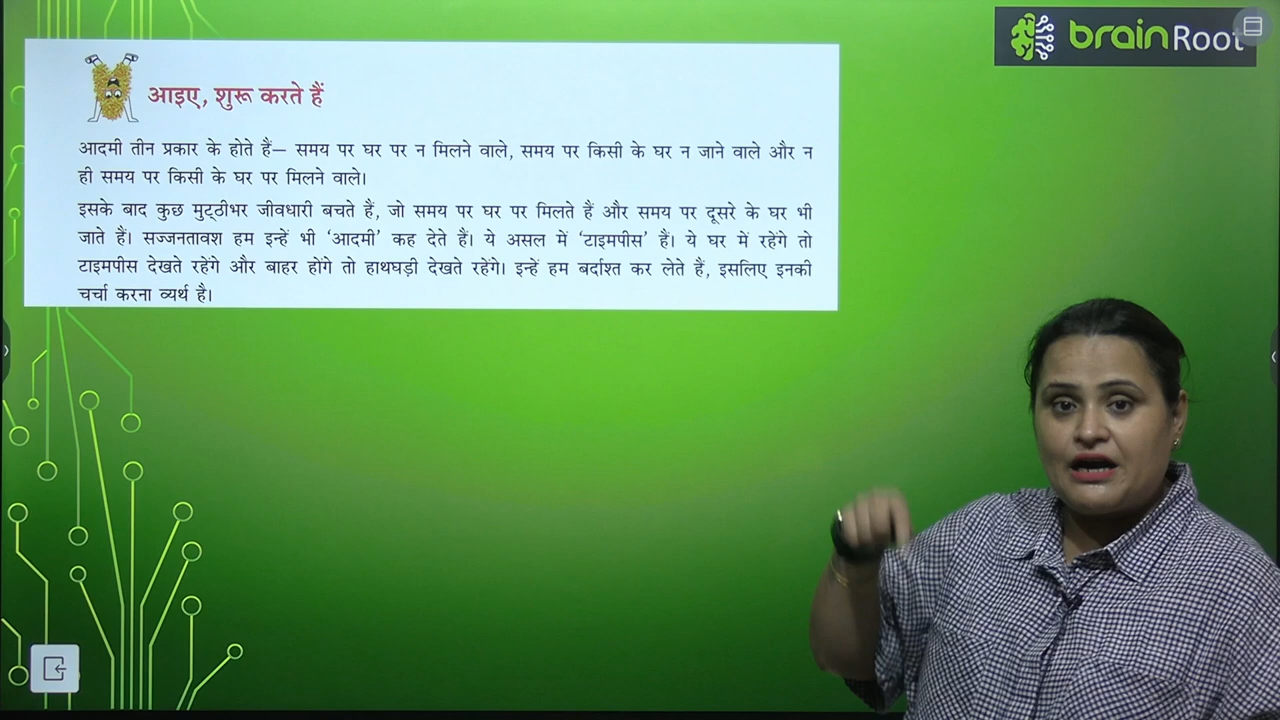 brainRoot
आइए, शुरू करते हैं
आदमी तीन प्रकार के होते हैं— समय पर घर पर न मिलने वाले, समय पर किसी के घर न जाने वाले और न
ही समय पर किसी के घर पर मिलने वाले।
इसके बाद कुछ मुट्ठीभर जीवधारी बचते हैं, जो समय पर घर पर मिलते हैं और समय पर दूसरे के घर भी
जाते हैं। सज्जनतावश हम इन्हें भी ‘आदमी’ कह देते हैं। ये असल में ‘टाइमपीस’ हैं। ये घर में रहेंगे तो
टाइमपीस देखते रहेंगे और बाहर होंगे तो हाथघड़ी देखते रहेंगे। इन्हें हम बर्दाश्त कर लेते हैं, इसलिए इनकी
चर्चा करना व्यर्थ है।